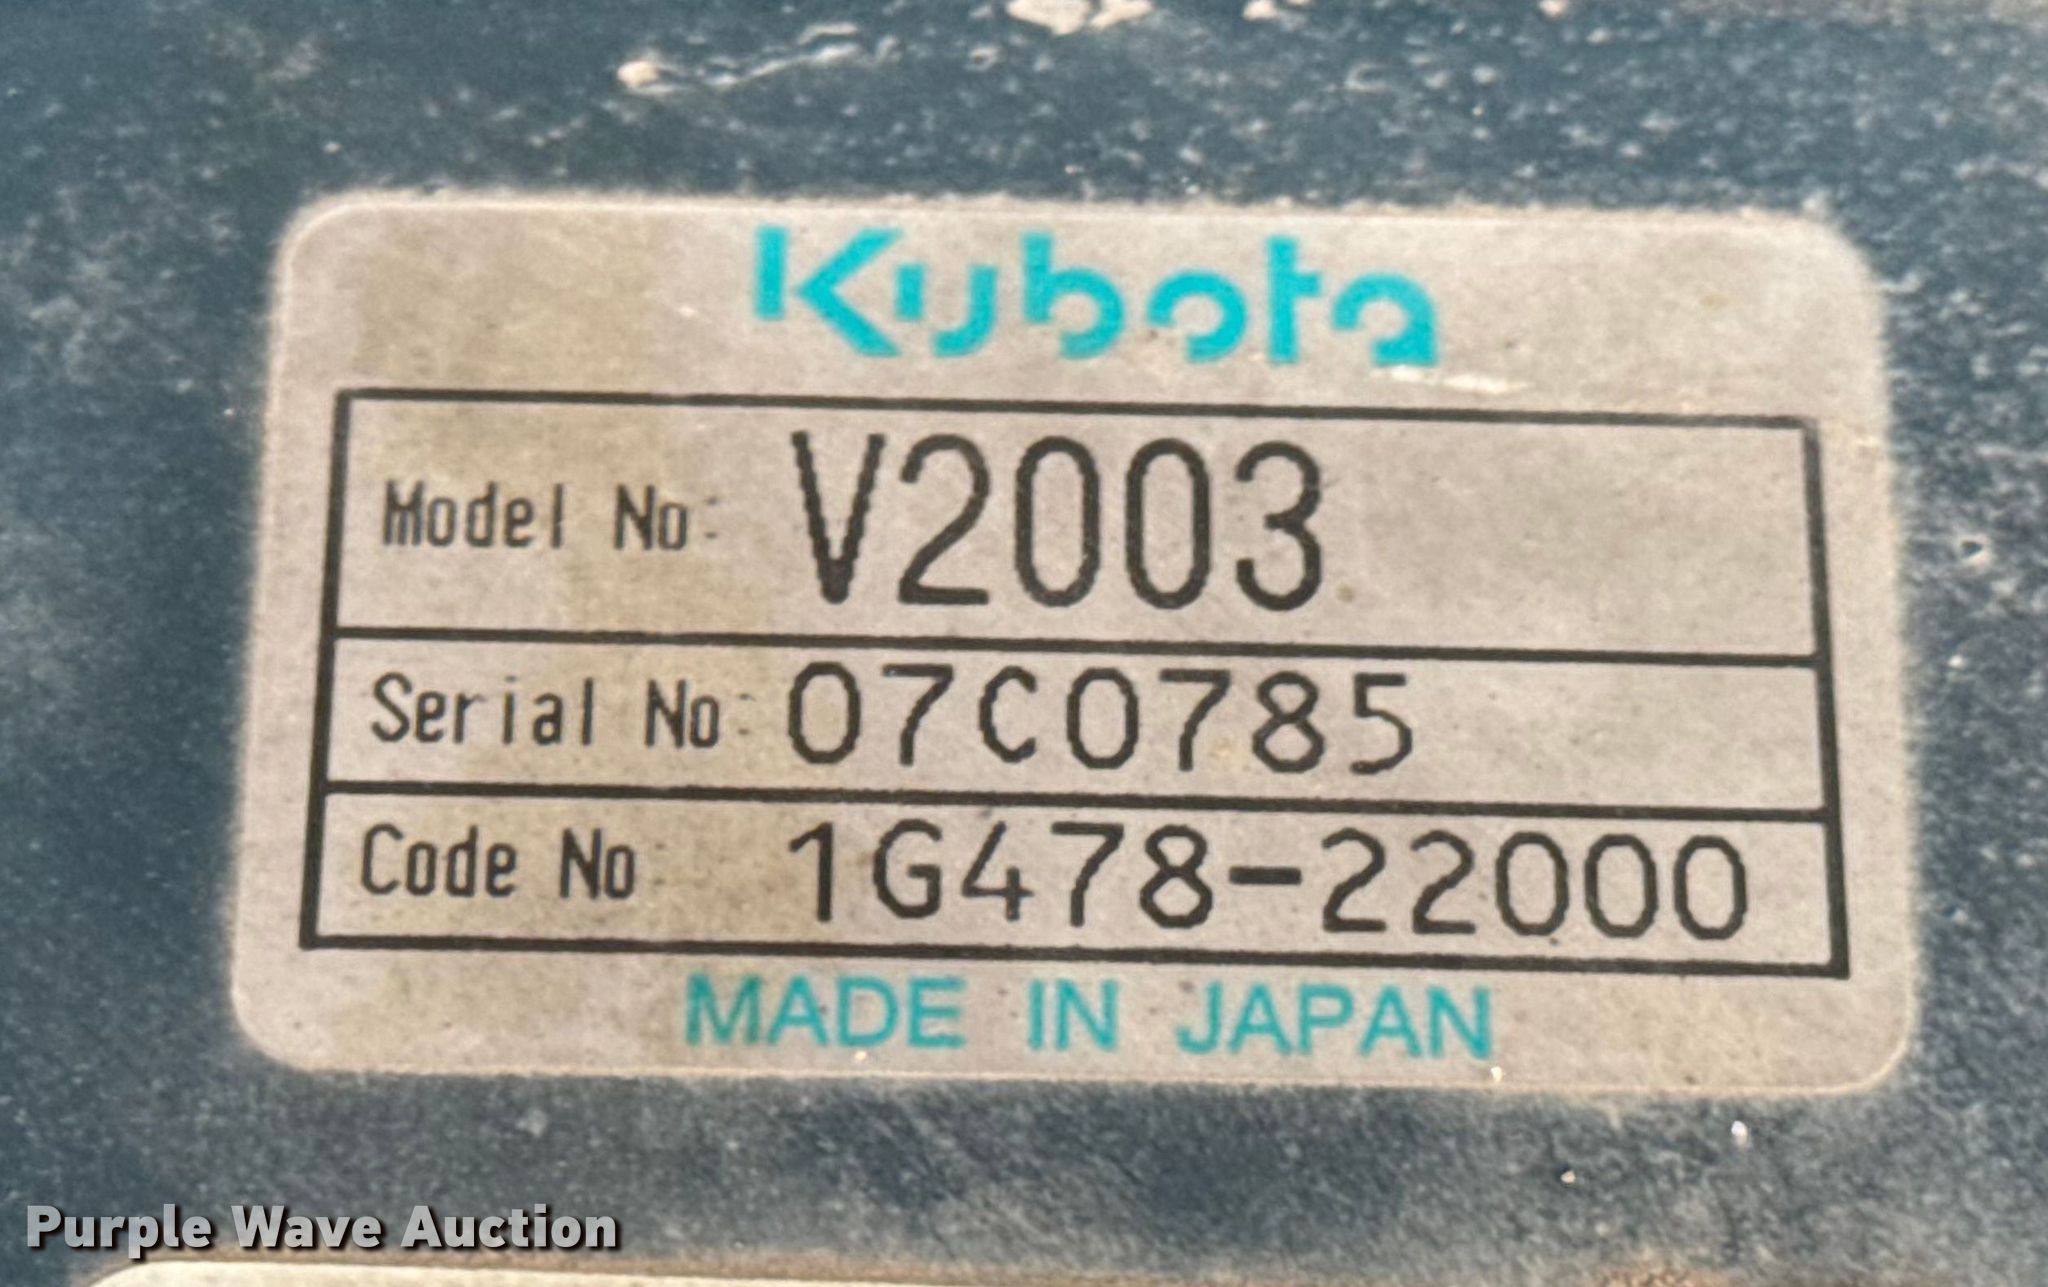 Kubota
Model No: V2003
Serial No: 07C0785
Code No 1G478-22000
MADE IN JAPAN
Purple Wave Auction